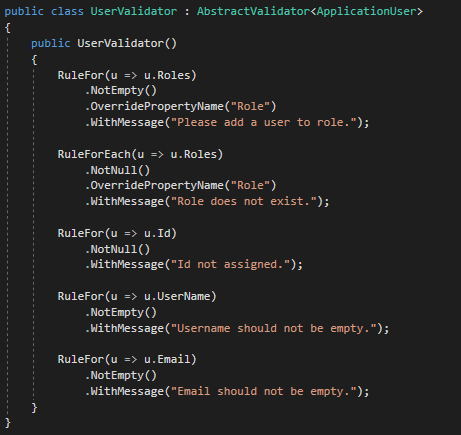 public class UserValidator : AbstractValidator<ApplicationUser>
{
    public UserValidator()
    {
        RuleFor(u => u.Roles)
            .NotEmpty()
            .OverridePropertyName("Role")
            .WithMessage("Please add a user to role.");

        RuleForEach(u => u.Roles)
            .NotNull()
            .OverridePropertyName("Role")
            .WithMessage("Role does not exist.");

        RuleFor(u => u.Id)
            .NotNull()
            .WithMessage("Id not assigned.");

        RuleFor(u => u.UserName)
            .NotEmpty()
            .WithMessage("Username should not be empty.");

        RuleFor(u => u.Email)
            .NotEmpty()
            .WithMessage("Email should not be empty.");
    }
}